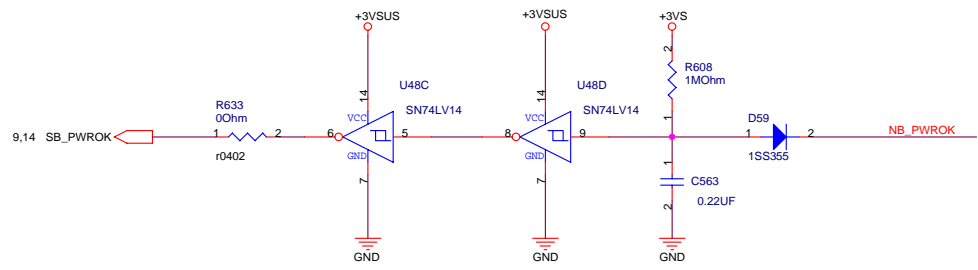 +3VSUS
+3VSUS
+3VS
U48C
U48D
2
R608
1MOhm
14
SN74LV14
14
SN74LV14
R633
0Ohm
VCC
VCC
1
D59
9,14 SB_PWROK
1
2
6
5
8
9
1
2
NB_PWROK
r0402
GND
GND
1SS355
1
7
7
C563
0.22UF
2
GND
GND
GND